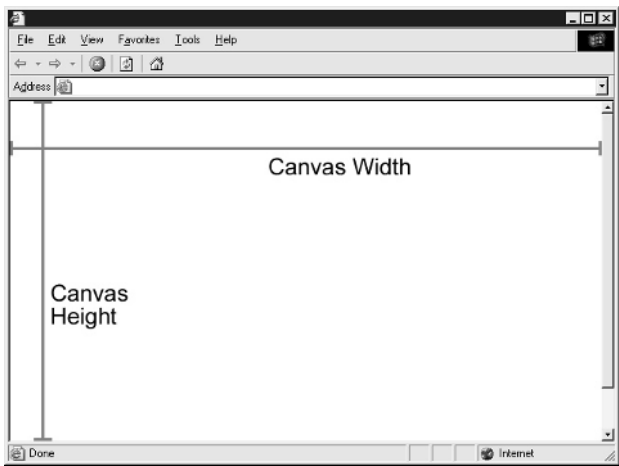 File Edit View Favorites Tools Help
Address
Canvas Width
Canvas
Height
Done Internet